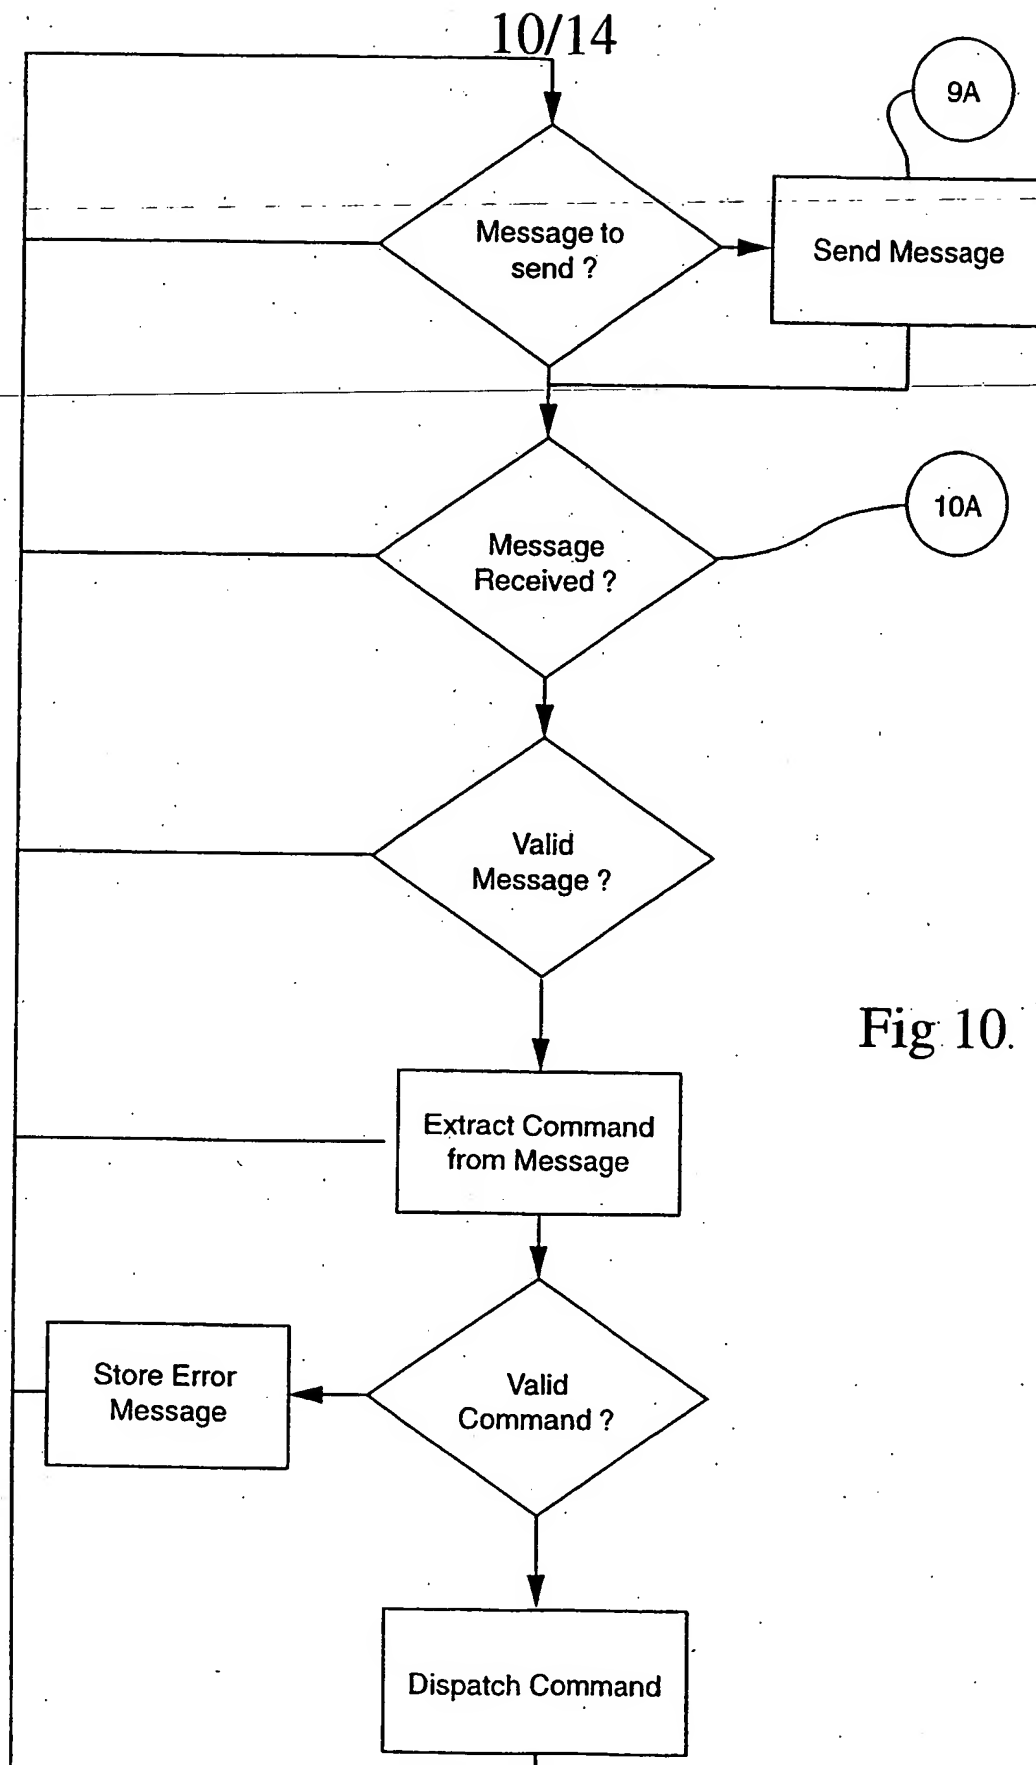 10/14
9A
Message to
send ?
Send Message
10A
Message
Received ?
Valid
Message ?
Fig 10.
Extract Command
from Message
Store Error
Message
Valid
Command ?
Dispatch Command